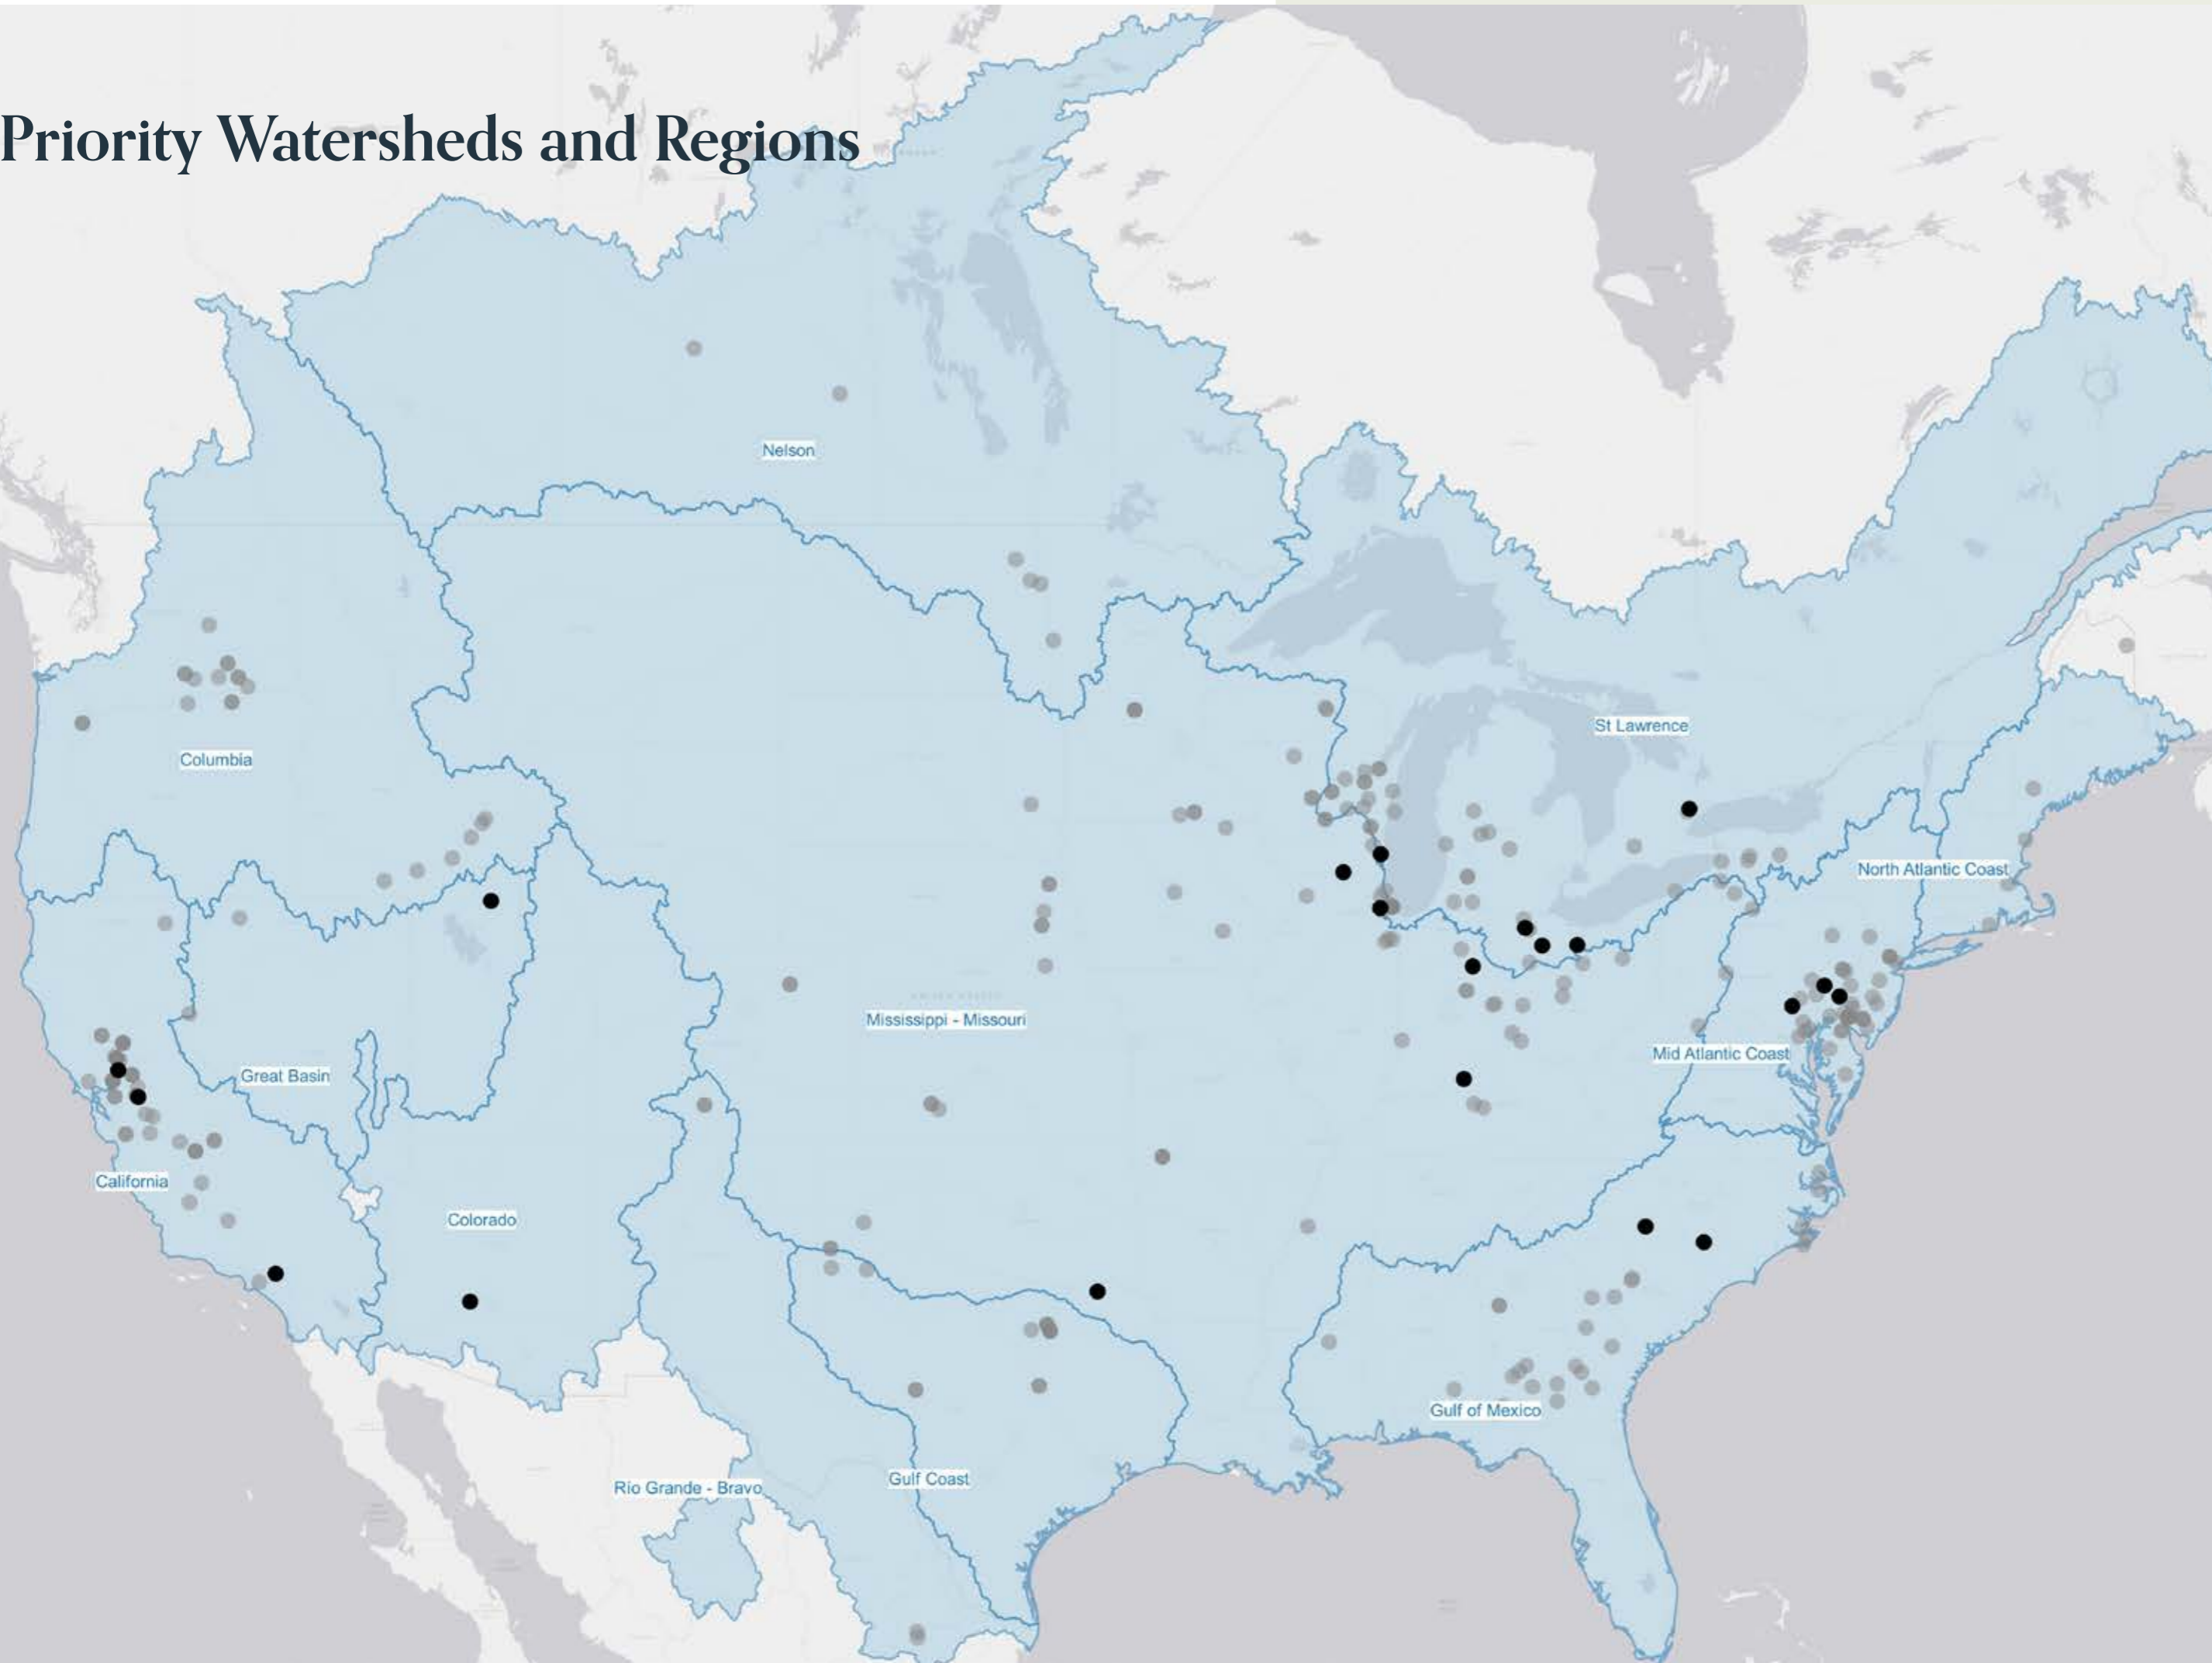 Priority Watersheds and Regions
Nelson
St Lawrence
Columbia
North Atlantic Coast
Mississippi - Missouri
Mid Atlantic Coast
Great Basin
California
Colorado
Gulf of Mexico
Gulf Coast
Rio Grande - Bravo